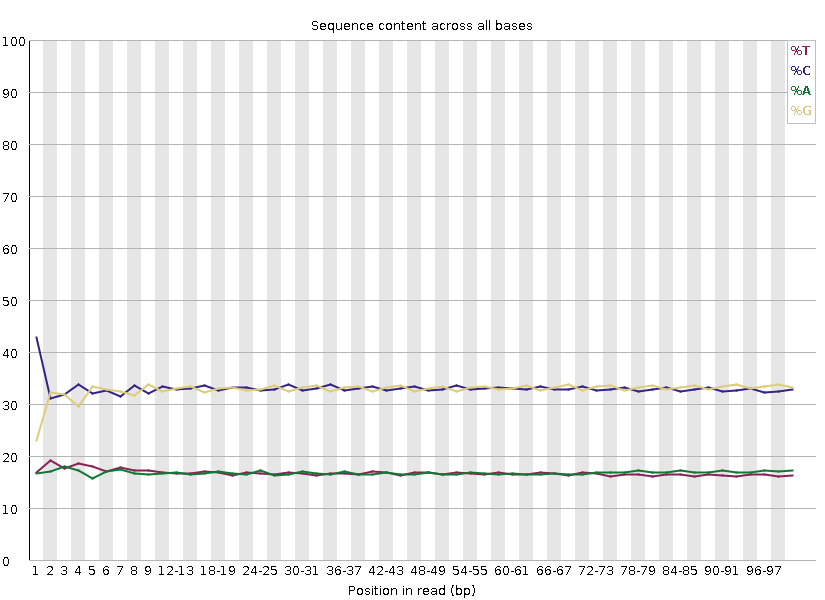 Sequence content across all bases
100
90
80
70
60
50
40
30
20
10
0
%T
%C
%A
%G
1 2 3 4 5 6 7 8 9 12-13 18-19 24-25 30-31 36-37 42-43 48-49 54-55 60-61 66-67 72-73 78-79 84-85 90-91 96-97
Position in read (bp)